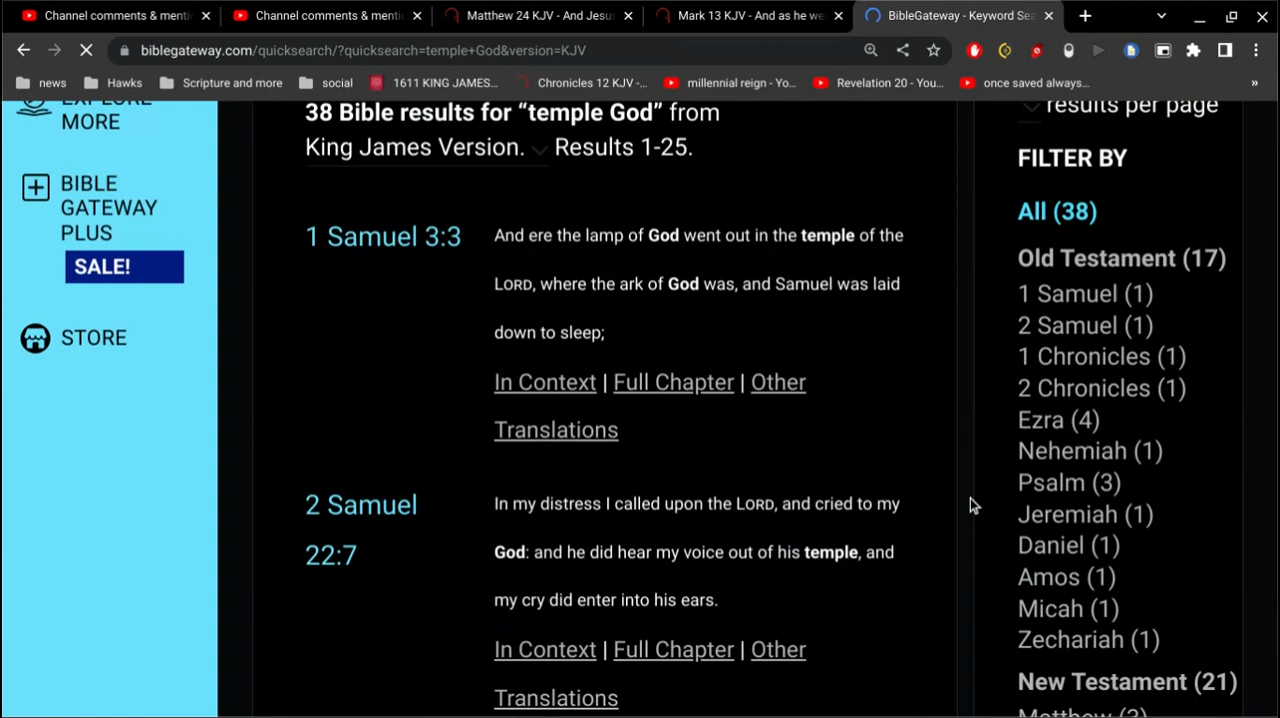 Channel comments & menti
Channel comments & menti
Matthew 24 KJV - And Jesu
Mark 13 KJV - And as he we
BibleGateway - Keyword Sea
biblegateway.com/quicksearch/?quicksearch=temple+God&version=KJV
news
Hawks
Scripture and more
social
1611 KING JAMES...
Chronicles 12 KJV -...
millennial reign - Yo...
Revelation 20 - You...
once saved always...
»
EXPLORE
MORE
BIBLE
GATEWAY
PLUS
SALE!
STORE
38 Bible results for “temple God” from
King James Version. Results 1-25.
1 Samuel 3:3
And ere the lamp of God went out in the temple of the
LORD, where the ark of God was, and Samuel was laid
down to sleep;
In Context | Full Chapter | Other
Translations
2 Samuel
22:7
In my distress I called upon the LORD, and cried to my
God: and he did hear my voice out of his temple, and
my cry did enter into his ears.
In Context | Full Chapter | Other
Translations
results per page
FILTER BY
All (38)
Old Testament (17)
1 Samuel (1)
2 Samuel (1)
1 Chronicles (1)
2 Chronicles (1)
Ezra (4)
Nehemiah (1)
Psalm (3)
Jeremiah (1)
Daniel (1)
Amos (1)
Micah (1)
Zechariah (1)
New Testament (21)